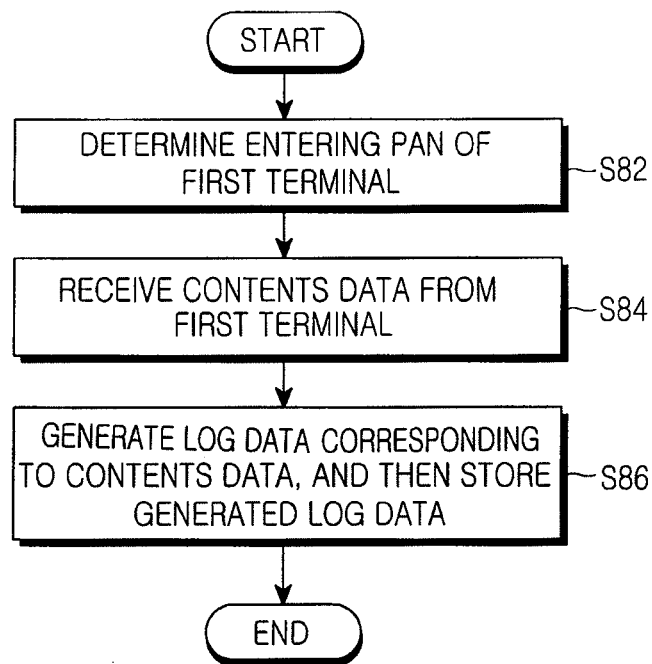 START
DETERMINE ENTERING PAN OF
FIRST TERMINAL
S82
RECEIVE CONTENTS DATA FROM
FIRST TERMINAL
S84
GENERATE LOG DATA CORRESPONDING
TO CONTENTS DATA, AND THEN STORE
GENERATED LOG DATA
S86
END